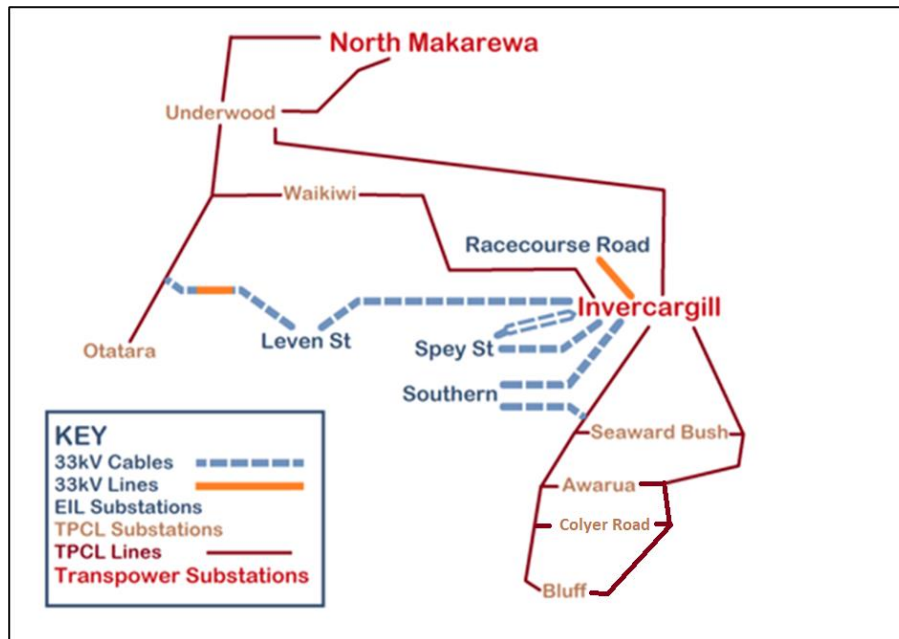 North Makarewa
Underwood
Waikiwi
Racecourse Road
Invercargill
Leven St
Spey St
Otatara
Southern
Seaward Bush
Awarua
Colyer Road
Bluff
KEY
33kV Cables
33kV Lines
EIL Substations
TPCL Substations
TPCL Lines
Transpower Substations